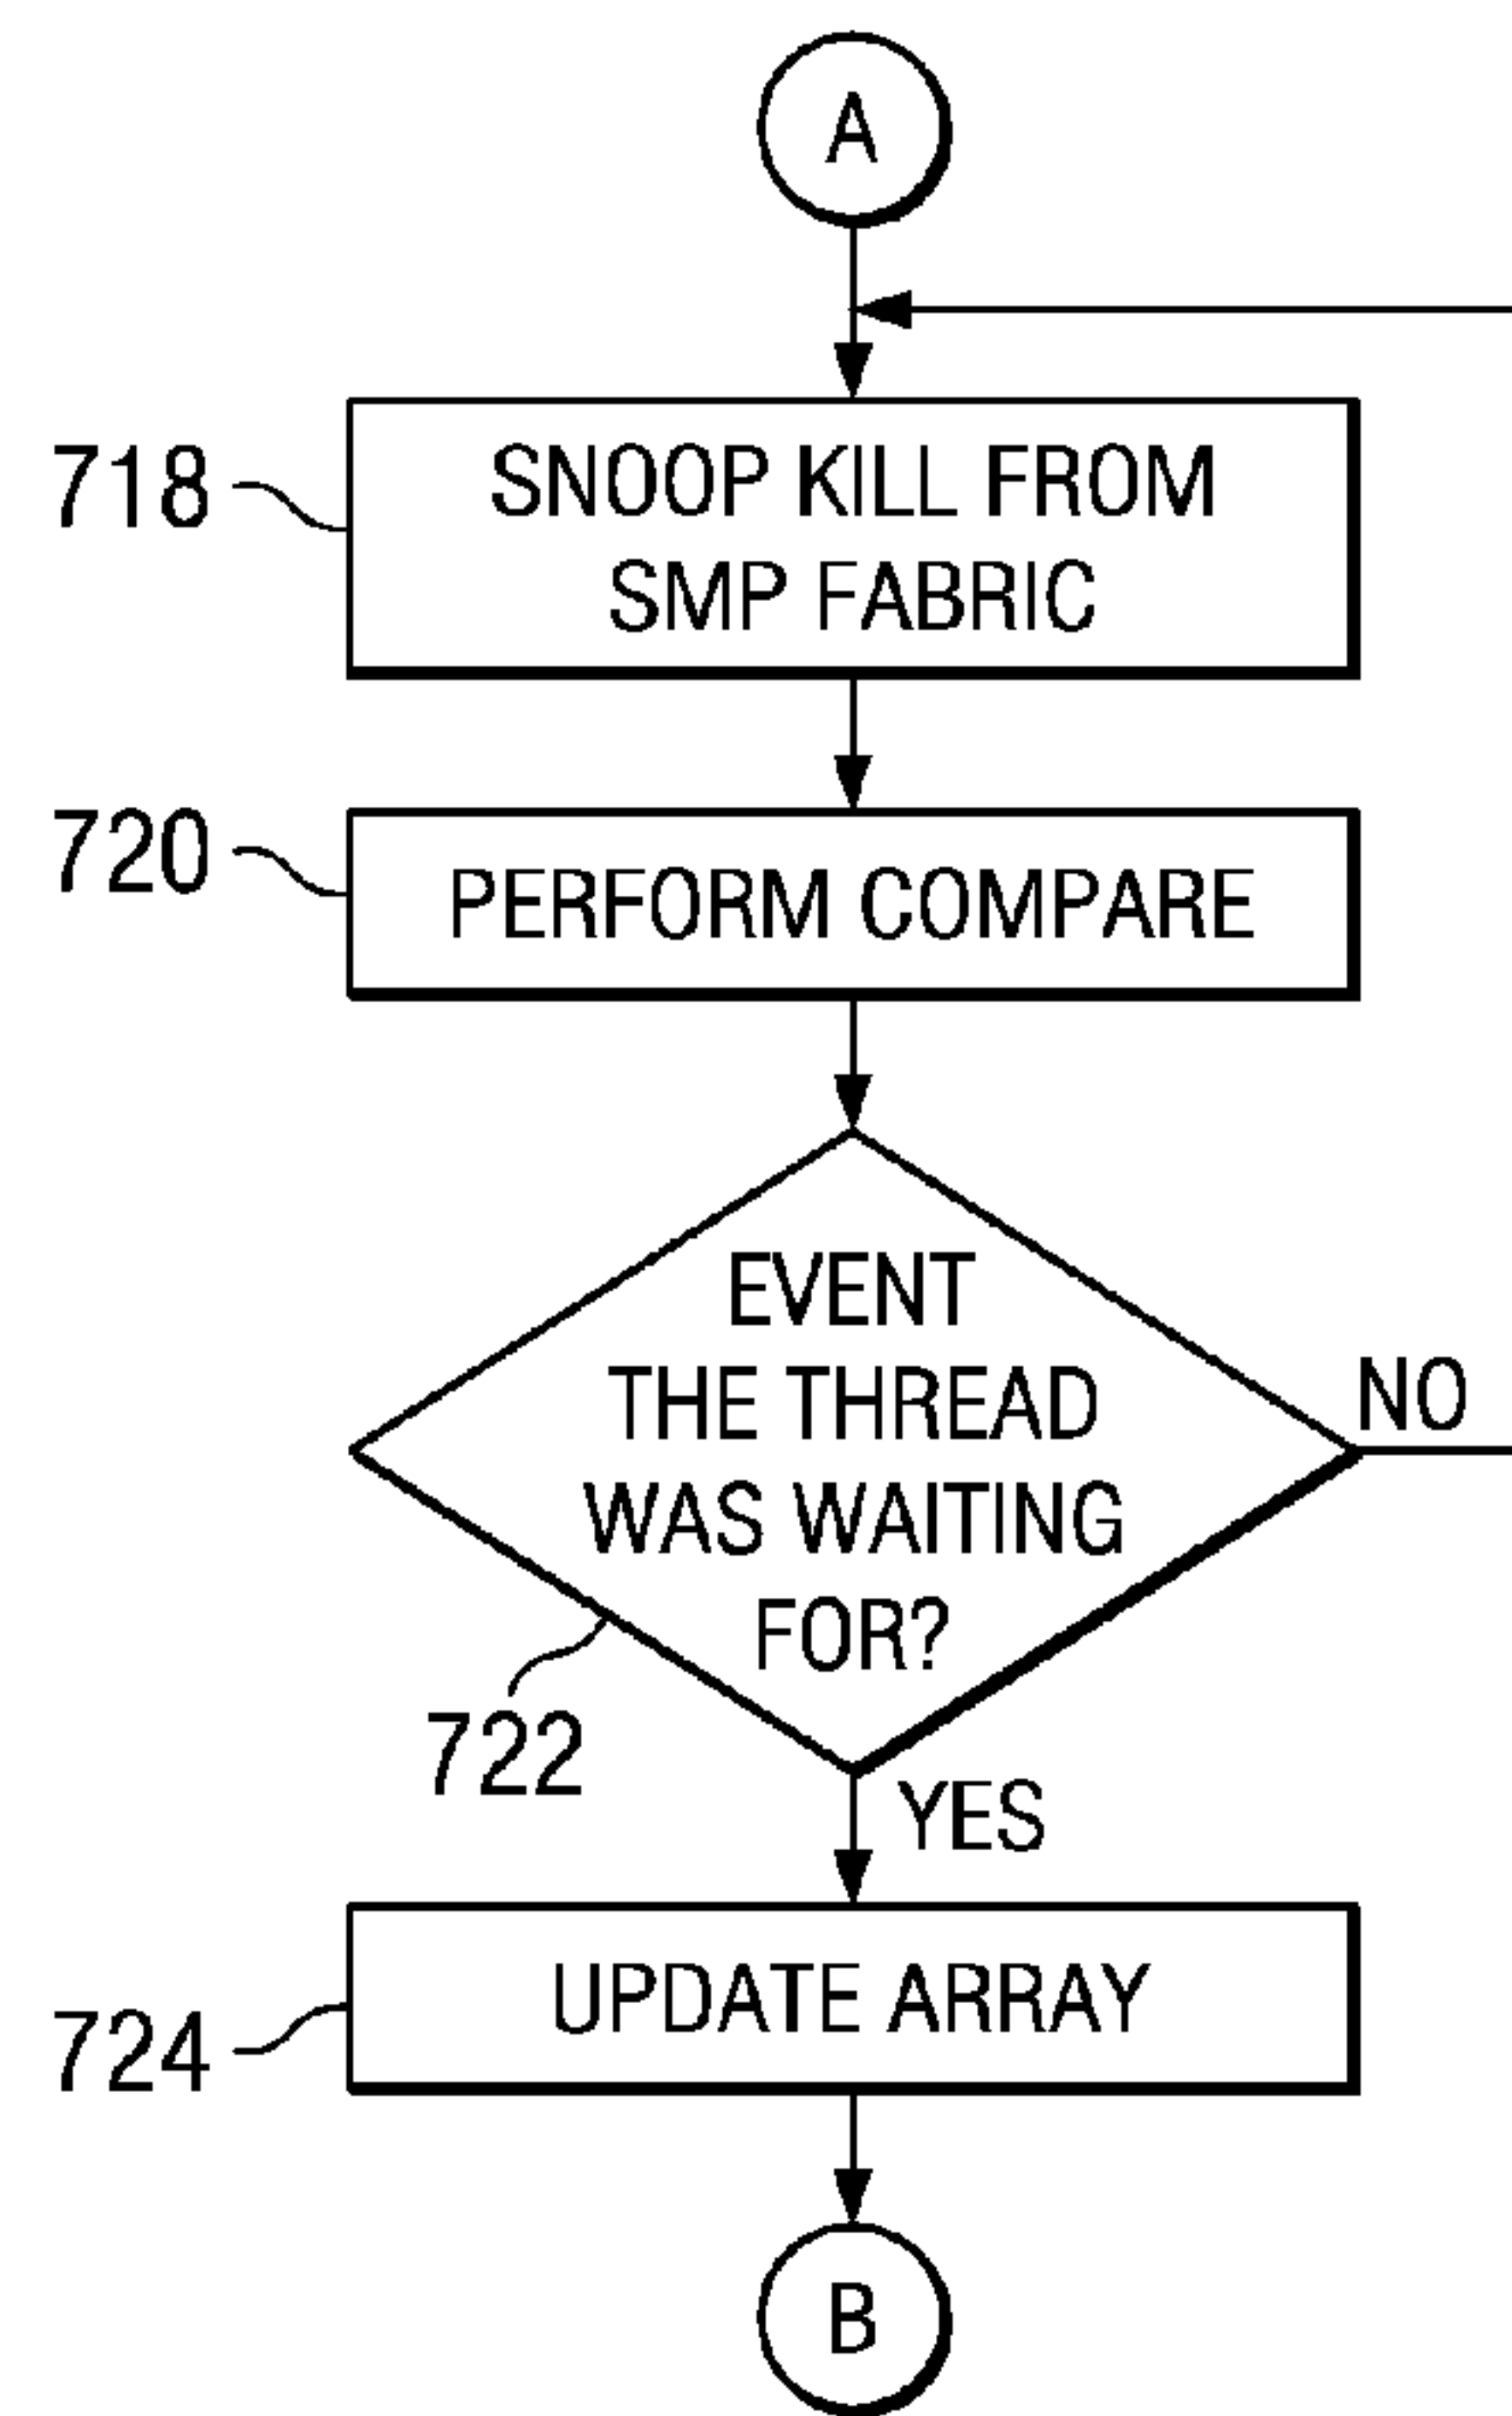 A
718
SNOOP KILL FROM
SMP FABRIC
720
PERFORM COMPARE
EVENT
THE THREAD
WAS WAITING
FOR?
NO
722
YES
724
UPDATE ARRAY
B